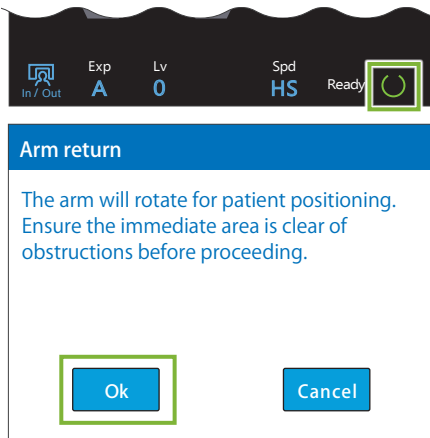 Exp Lv Spd
In / Out A 0 HS Ready
Arm return
The arm will rotate for patient positioning.
Ensure the immediate area is clear of
obstructions before proceeding.
Ok Cancel